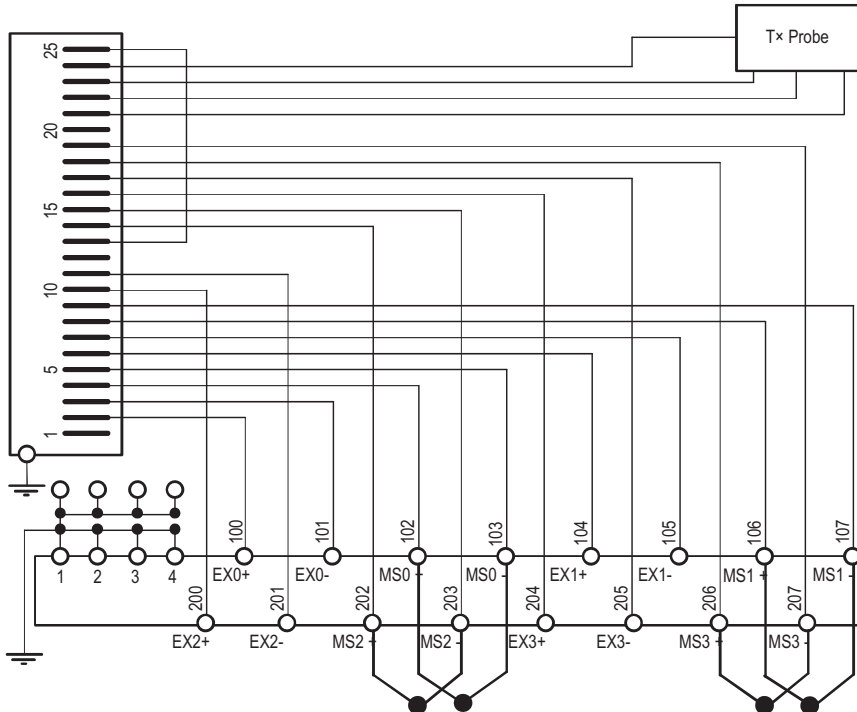 T× Probe
25
20
15
10
5
1
100
101
102
103
104
105
106
107
1
2
3
4
EX0+
EX0-
MS0 +
MS0 -
EX1+
EX1-
MS1 +
MS1 -
200
201
202
203
204
205
206
207
EX2+
EX2-
MS2 +
MS2 -
EX3+
EX3-
MS3 +
MS3 -